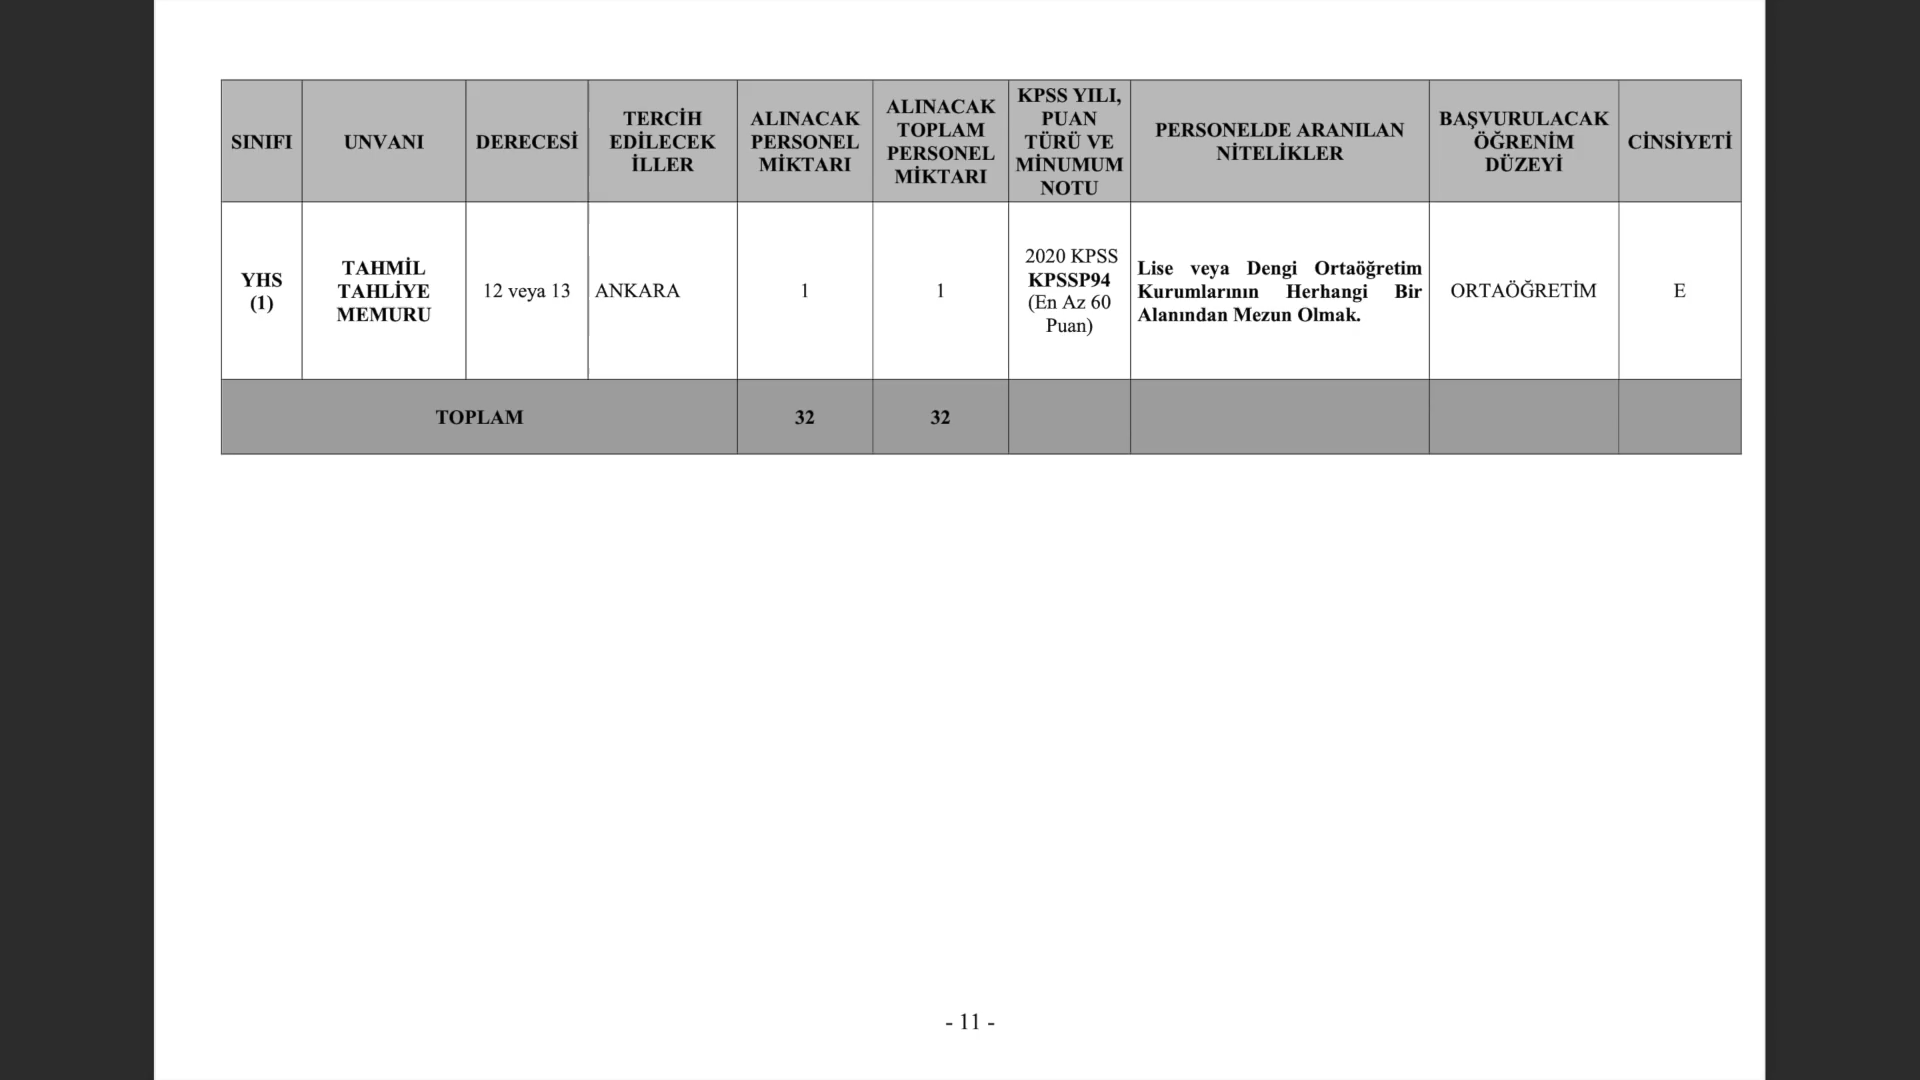 SINIFI
UNVANI
DERECESİ
TERCİH
EDİLECEK
İLLER
ALINACAK
PERSONEL
MİKTARI
ALINACAK
TOPLAM
PERSONEL
MİKTARI
KPSS YILI,
PUAN
TÜRÜ VE
MİNUMUM
NOTU
PERSONELDE ARANILAN
NİTELİKLER
BAŞVURULACAK
ÖĞRENİM
DÜZEYİ
CİNSİYETİ
YHS
(1)
TAHMİL
TAHLİYE
MEMURU
12 veya 13
ANKARA
1
1
2020 KPSS
KPSSP94
(En Az 60
Puan)
Lise veya Dengi Ortaöğretim
Kurumlarının Herhangi Bir
Alanından Mezun Olmak.
ORTAÖĞRETİM
E
TOPLAM
32
32
- 11 -